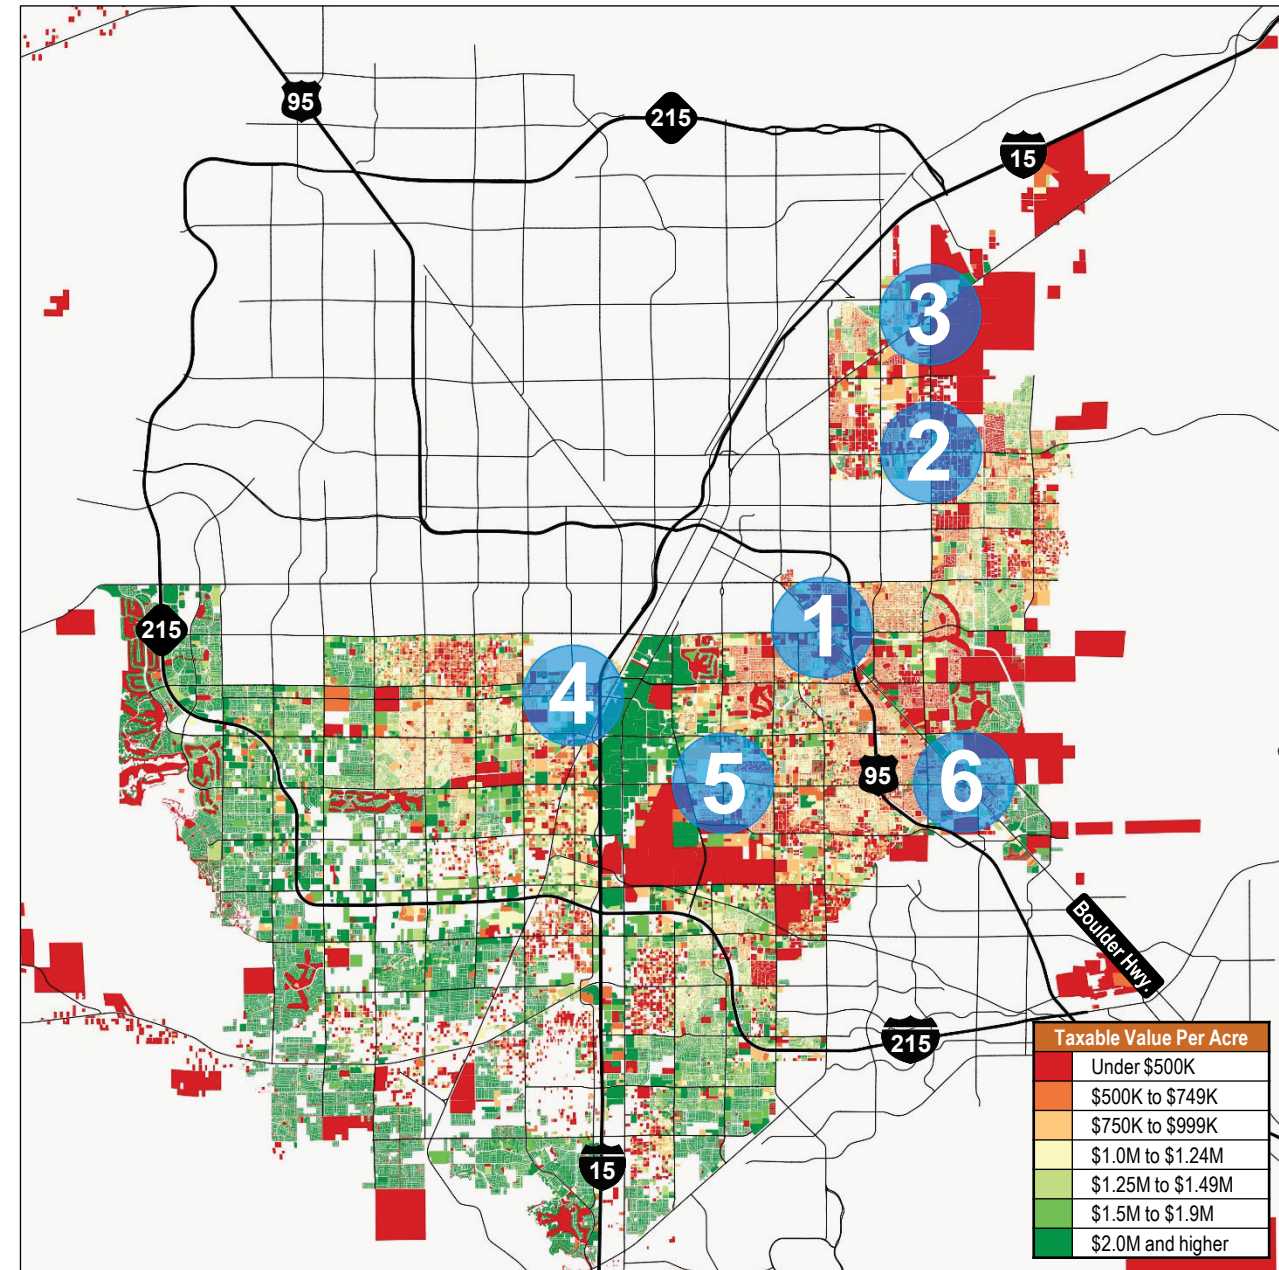 95
215
15
3
2
215
1
4
5
95
6
Boulder Hwy.
215
15
Taxable Value Per Acre
Under $500K
$500K to $749K
$750K to $999K
$1.0M to $1.24M
$1.25M to $1.49M
$1.5M to $1.9M
$2.0M and higher